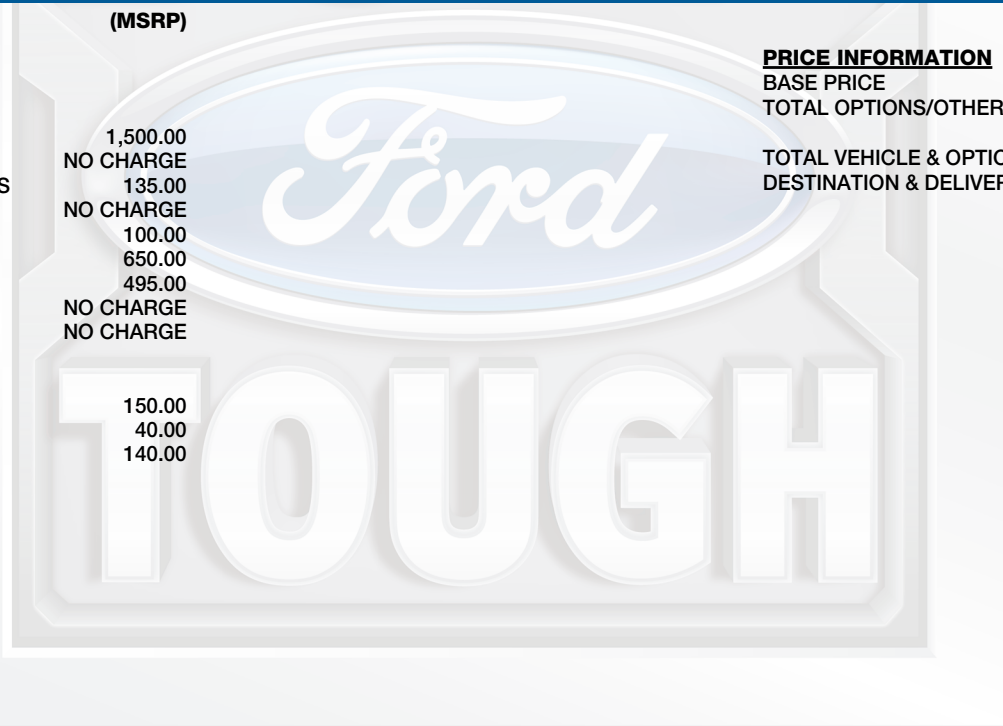 (MSRP)
1,500.00
NO CHARGE
S 135.00
NO CHARGE
100.00
650.00
495.00
NO CHARGE
NO CHARGE
150.00
40.00
140.00
PRICE INFORMATION
BASE PRICE
TOTAL OPTIONS/OTHER
TOTAL VEHICLE & OPTIO
DESTINATION & DELIVER
Ford
TOUGH